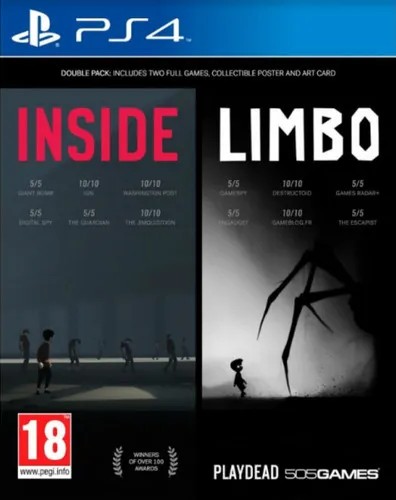 PS4
DOUBLE PACK: INCLUDES TWO FULL GAMES, COLLECTIBLE POSTER AND ART CARD
INSIDE
5/5 10/10 10/10
GIANT BOMB IGN WASHINGTON POST
5/5 5/5 10/10
DIGITAL SPY THE GUARDIAN THE TELEGRAPH
LIMBO
5/5 10/10 5/5
GAMESPY DESTRUCTOID GAMES RADAR+
5/5 10/10 5/5
GAMEBLOG.FR THE ESCAPIST
18
www.pegi.info
WINNERS
OF OVER 100
AWARDS
PLAYDEAD 505GAMES